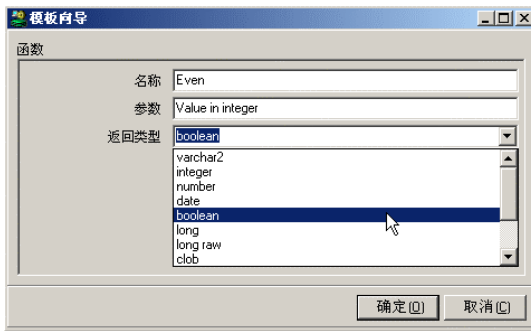 模板向导
函数
名称 Even
参数 Value in integer
返回类型 boolean
varchar2
integer
number
date
boolean
long
long raw
clob
确定(O) 取消(C)